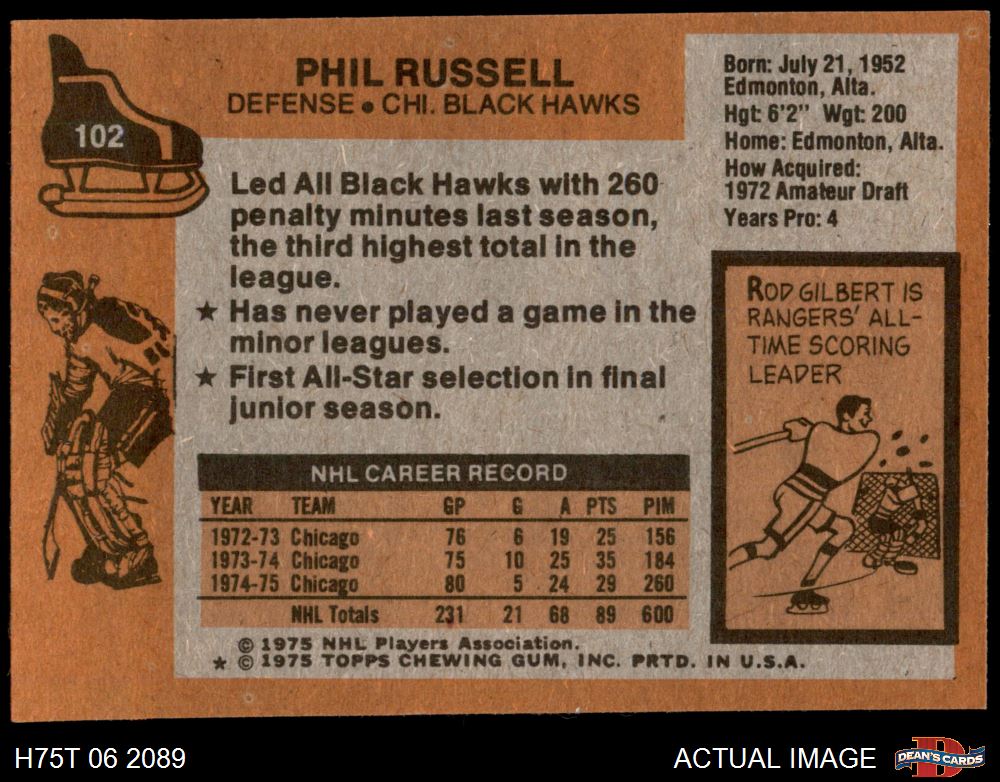 102
PHIL RUSSELL
DEFENSE • CHI. BLACK HAWKS
Born: July 21, 1952
Edmonton, Alta.
Hgt: 6'2" Wgt: 200
Home: Edmonton, Alta.
How Acquired:
1972 Amateur Draft
Years Pro: 4
Led All Black Hawks with 260
penalty minutes last season,
the third highest total in the
league.
★ Has never played a game in the
minor leagues.
★ First All-Star selection in final
junior season.
ROD GILBERT IS
RANGERS' ALL-
TIME SCORING
LEADER
NHL CAREER RECORD
YEAR TEAM GP G A PTS PIM
1972-73 Chicago 76 6 19 25 156
1973-74 Chicago 75 10 25 35 184
1974-75 Chicago 80 5 24 29 260
NHL Totals 231 21 68 89 600
© 1975 NHL Players Association.
★ © 1975 TOPPS CHEWING GUM, INC. PRTD. IN U.S.A.
H75T 06 2089
ACTUAL IMAGE
D
DEAN'S CARDS